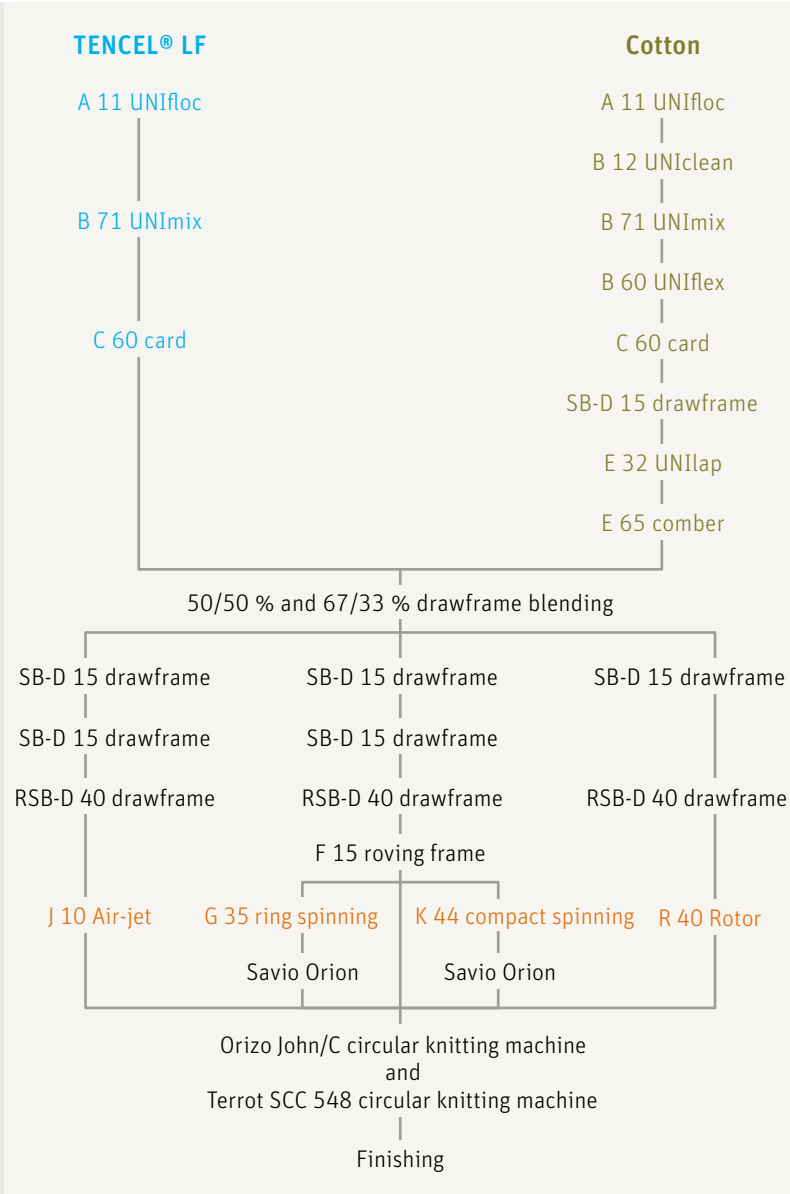 TENCEL® LF
Cotton
A 11 UNIfloc
A 11 UNIfloc
B 12 UNIclean
B 71 UNImix
B 71 UNImix
B 60 UNIflex
C 60 card
C 60 card
SB-D 15 drawframe
E 32 UNIlap
E 65 comber
50/50 % and 67/33 % drawframe blending
SB-D 15 drawframe
SB-D 15 drawframe
SB-D 15 drawframe
SB-D 15 drawframe
SB-D 15 drawframe
RSB-D 40 drawframe
RSB-D 40 drawframe
RSB-D 40 drawframe
F 15 roving frame
J 10 Air-jet
G 35 ring spinning
K 44 compact spinning
R 40 Rotor
Savio Orion
Savio Orion
Orizo John/C circular knitting machine
and
Terrot SCC 548 circular knitting machine
Finishing